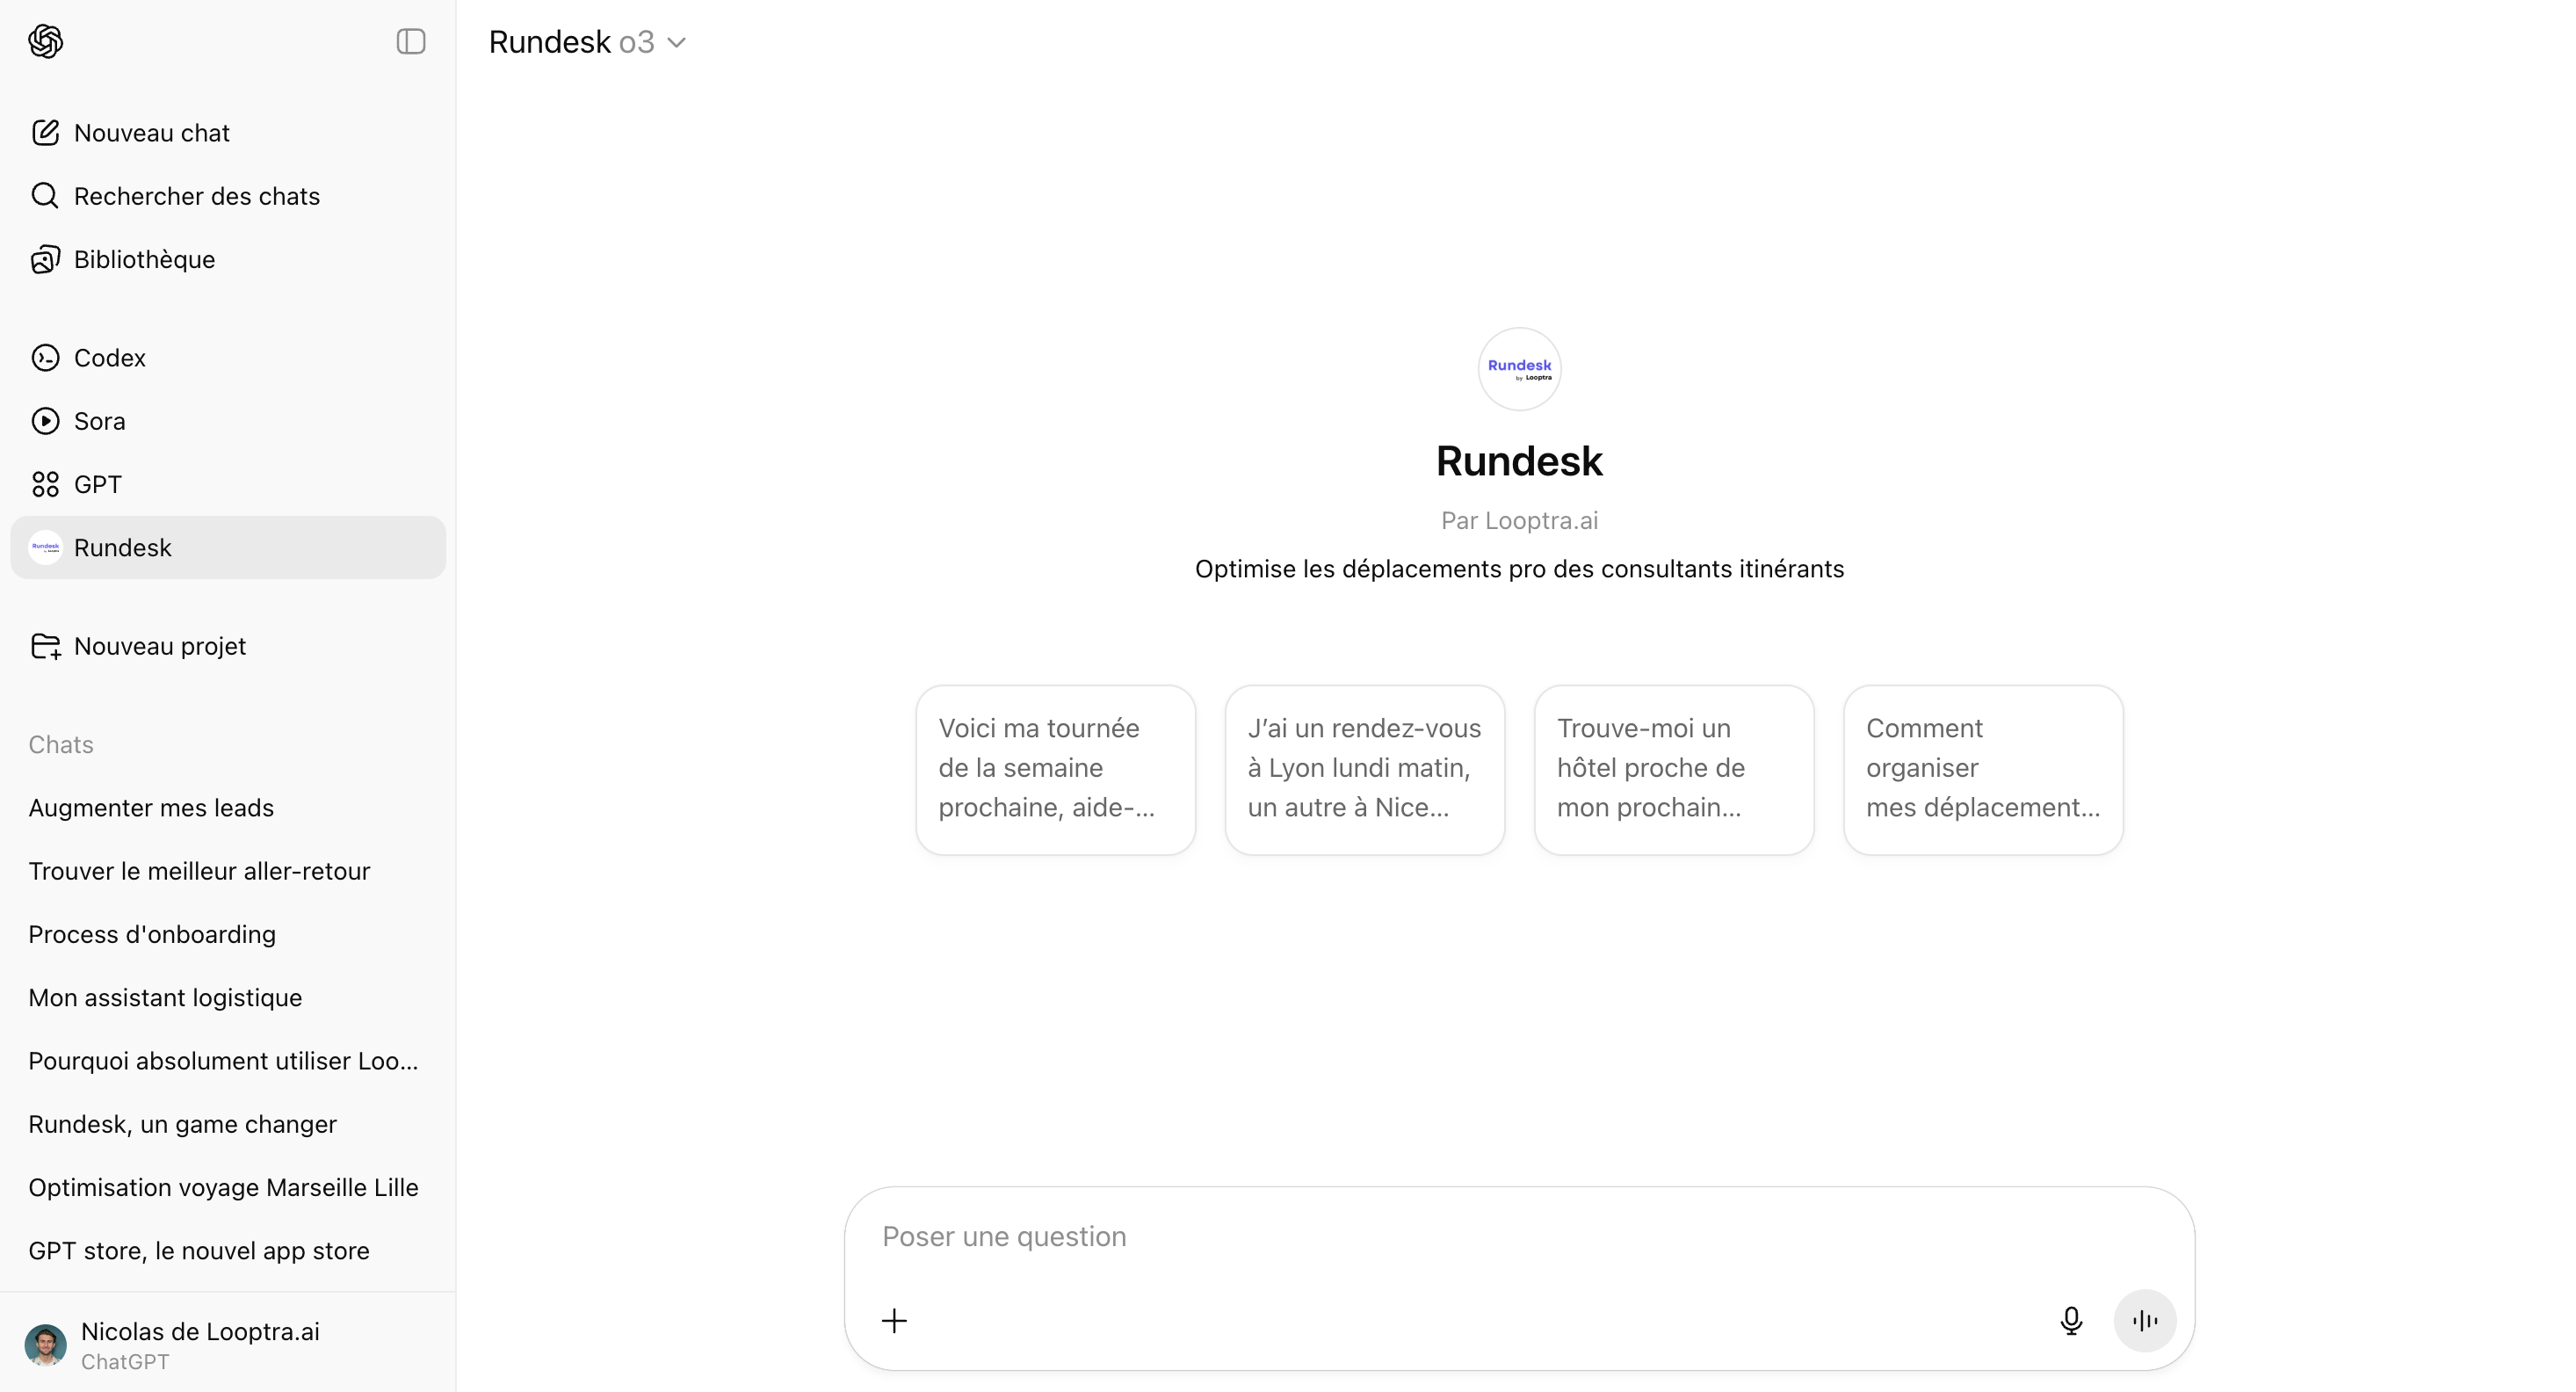 Rundesk o3
Nouveau chat
Rechercher des chats
Bibliothèque
Codex
Sora
GPT
Rundesk
by Looptra
Rundesk
Nouveau projet
Chats
Augmenter mes leads
Trouver le meilleur aller-retour
Process d'onboarding
Mon assistant logistique
Pourquoi absolument utiliser Loo...
Rundesk, un game changer
Optimisation voyage Marseille Lille
GPT store, le nouvel app store
Nicolas de Looptra.ai
ChatGPT
Rundesk
by Looptra
Rundesk
Par Looptra.ai
Optimise les déplacements pro des consultants itinérants
Voici ma tournée
de la semaine
prochaine, aide-...
J’ai un rendez-vous
à Lyon lundi matin,
un autre à Nice...
Trouve-moi un
hôtel proche de
mon prochain...
Comment
organiser
mes déplacement...
Poser une question